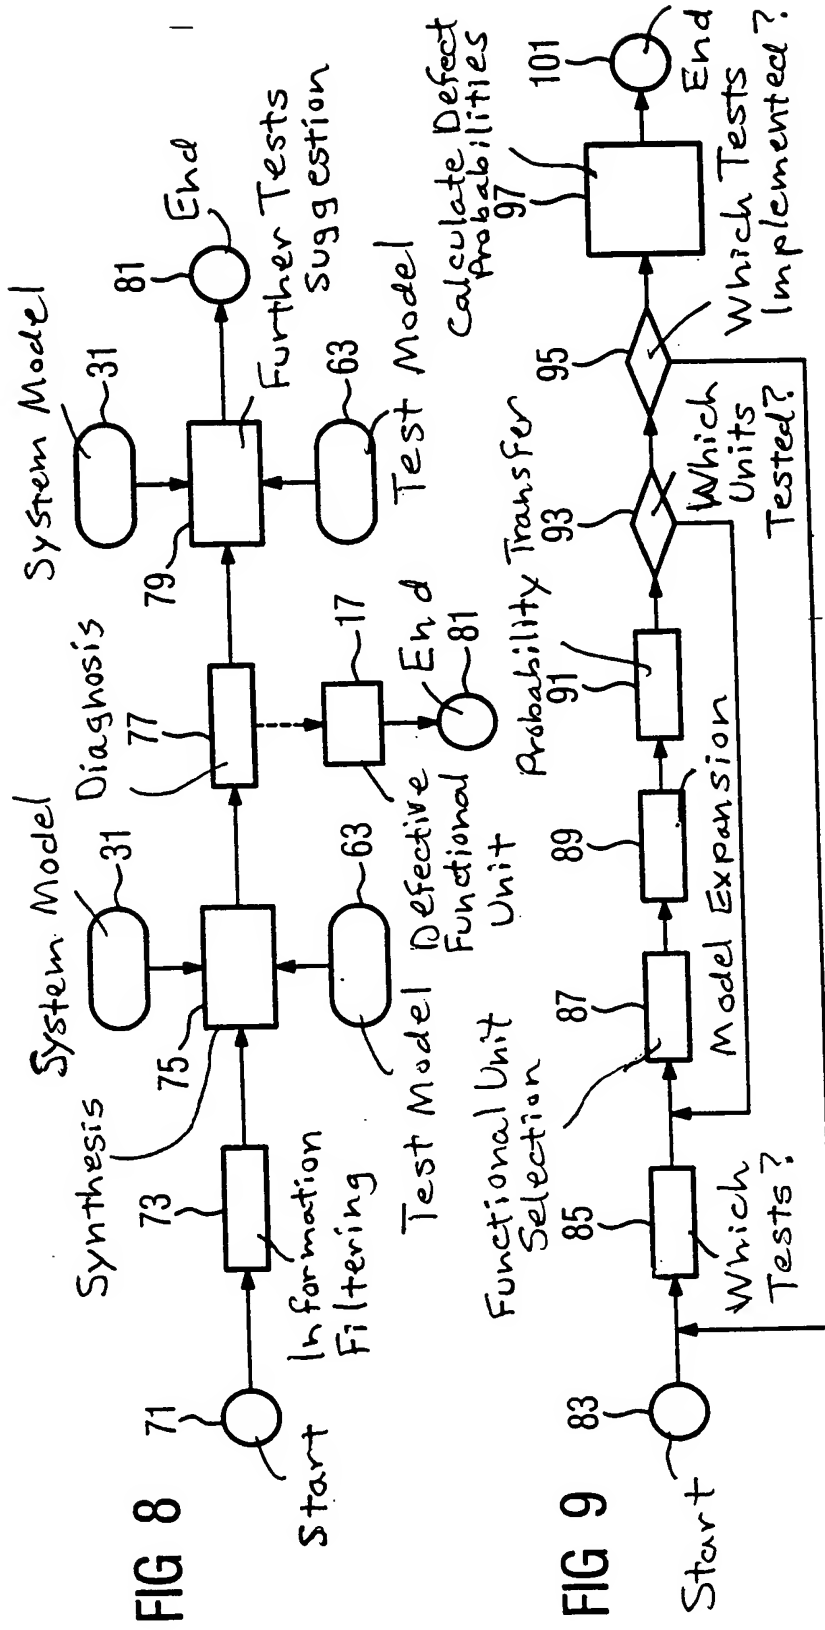 FIG 8
71
Start
73
Information
Filtering
Synthesis
75
System Model
31
63
Test Model
Diagnosis
77
17
Defective
Functional
Unit
End
81
System Model
31
79
63
Test Model
Further Tests
Suggestion
81
End
FIG 9
83
Start
85
Which
Tests?
Functional Unit
Selection
87
89
Model Expansion
Probability Transfer
91
93
Which
Units
Tested?
95
Which Tests
Implemented?
Calculate Defect
Probabilities
97
101
End